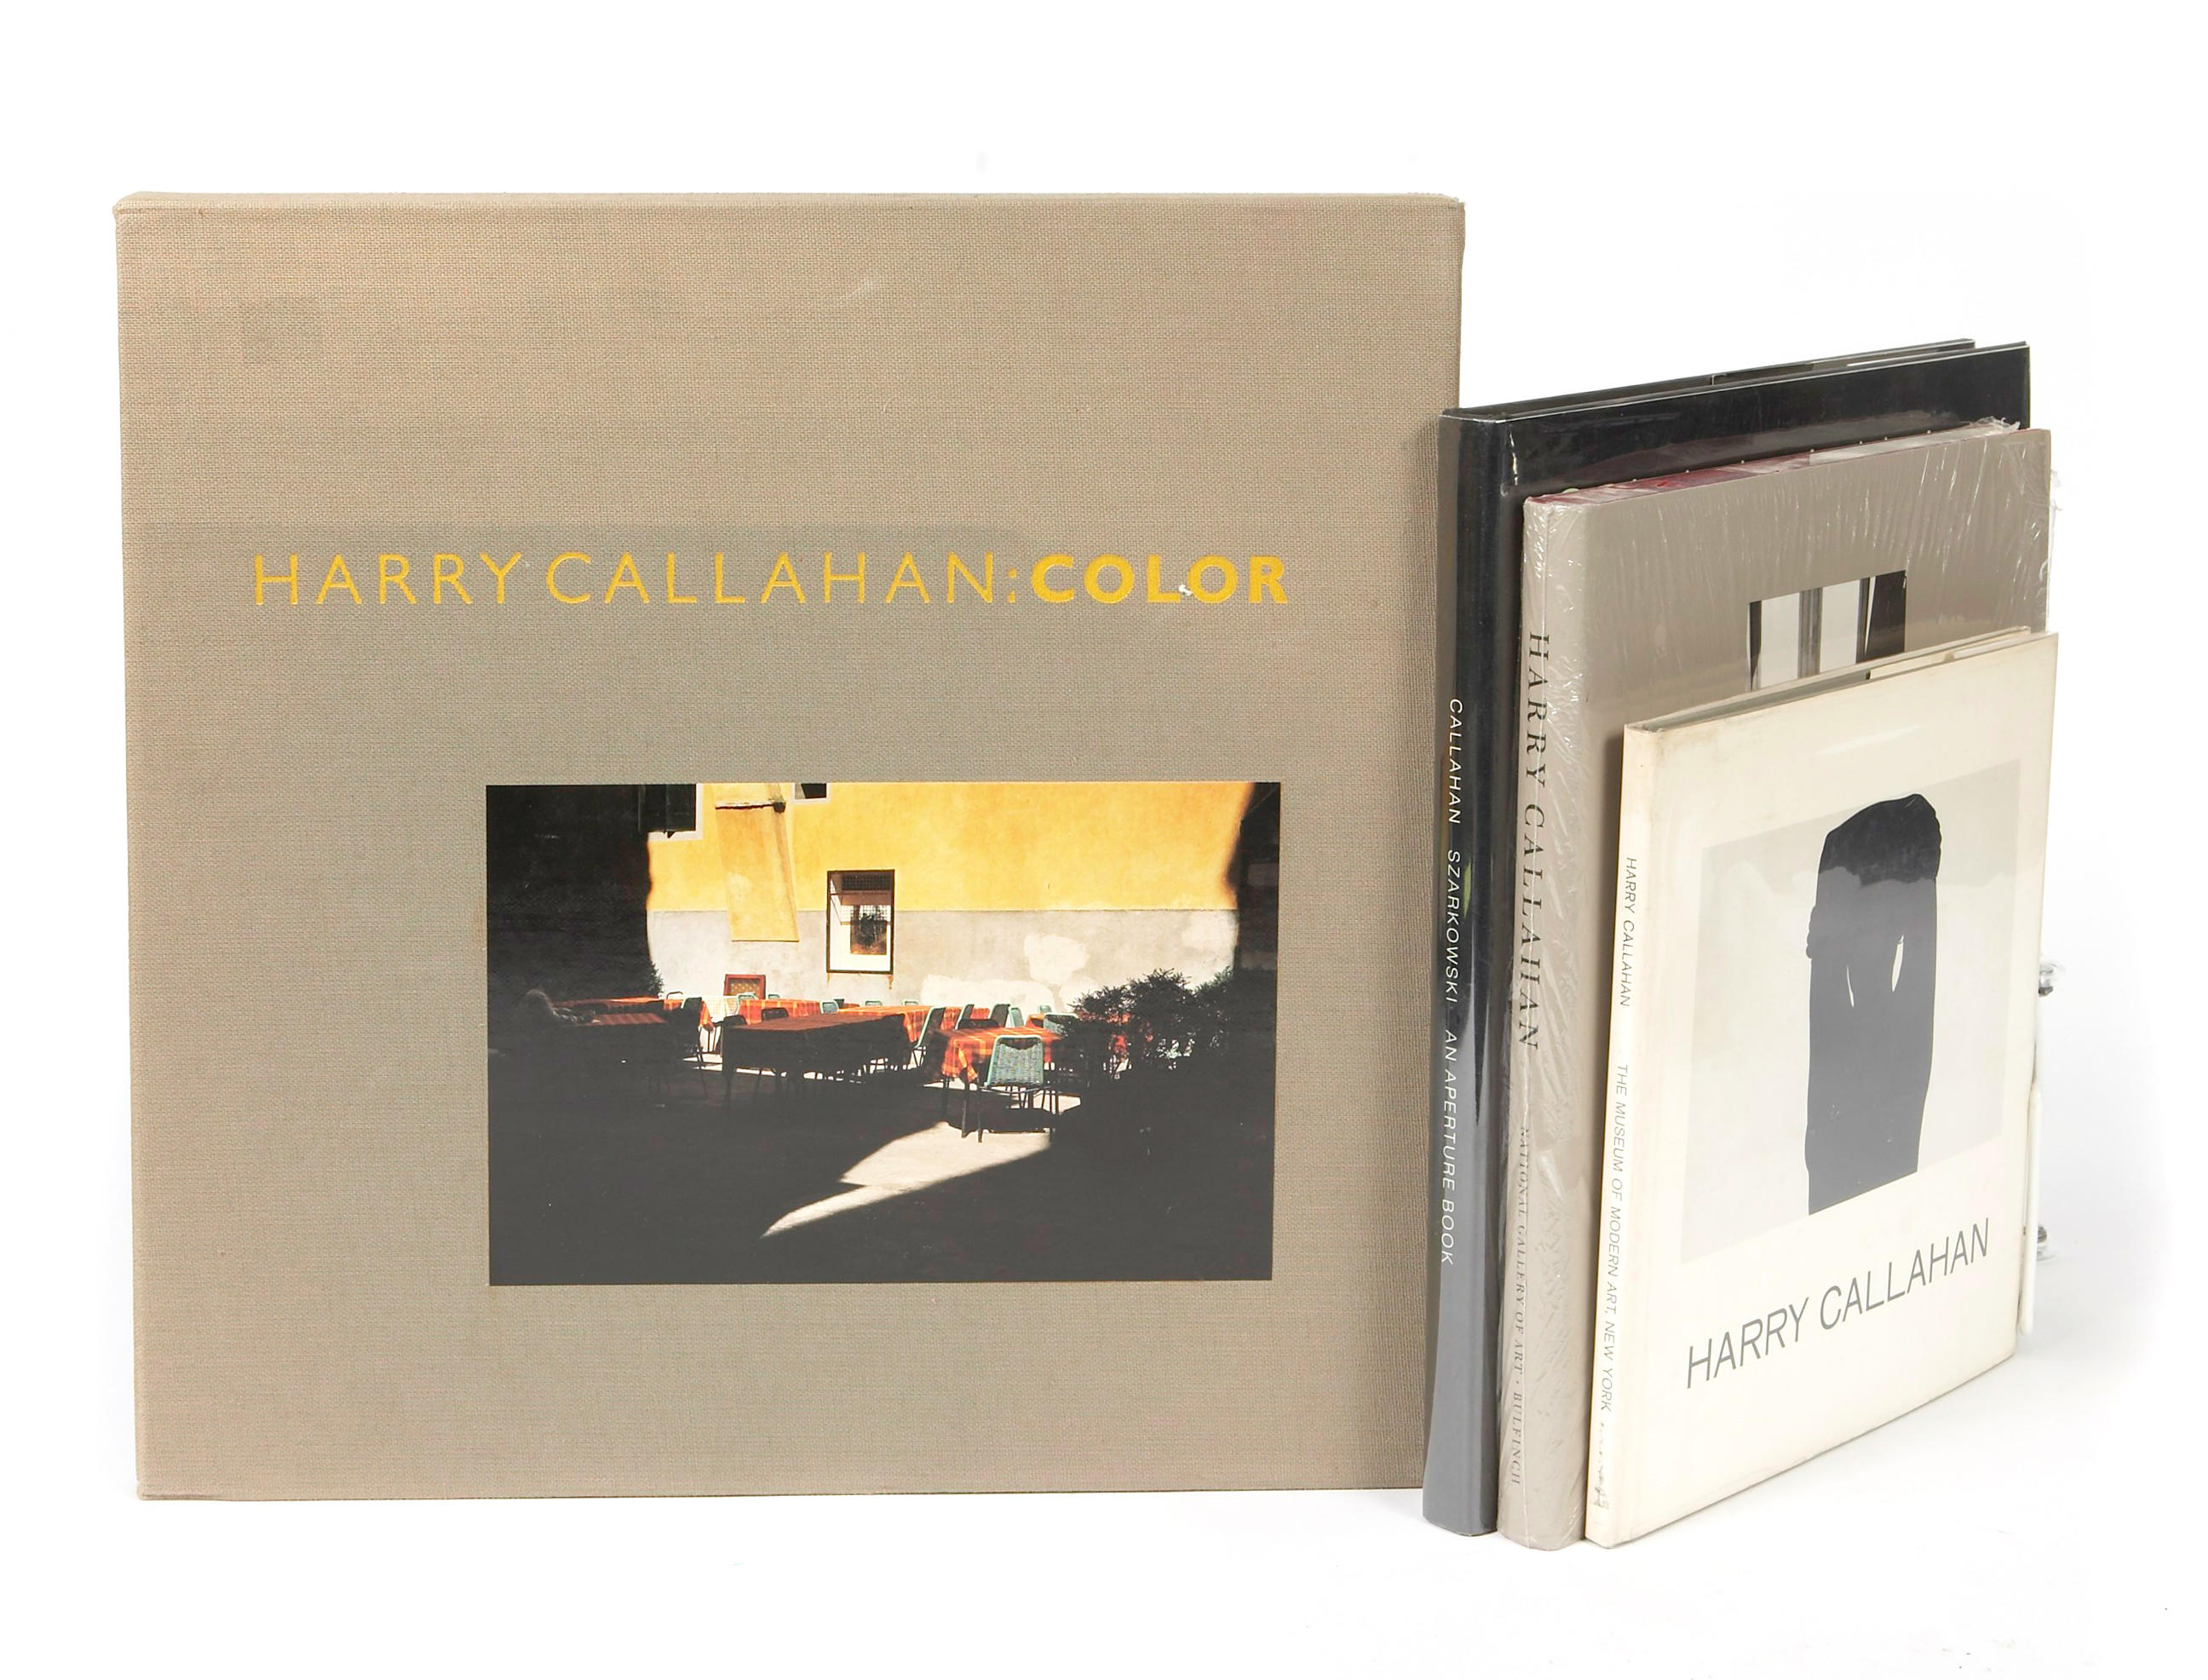 HARRY CALLAHAN:COLOR
CALLAHAN SZARKOWSKI AN APERTURE BOOK
HARRY CALLAHAN NATIONAL GALLERY OF ART · BULFINCH
HARRY CALLAHAN THE MUSEUM OF MODERN ART, NEW YORK
HARRY CALLAHAN